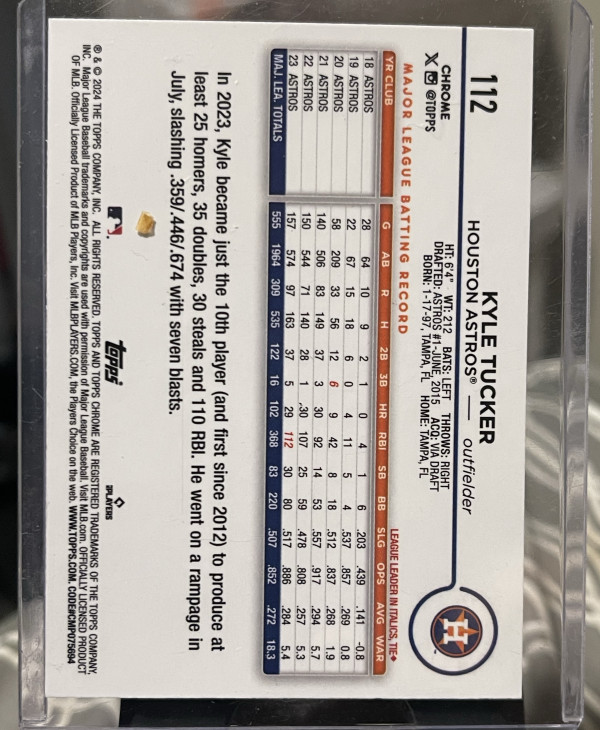 112
KYLE TUCKER
HOUSTON ASTROS® — outfielder
CHROME
X @TOPPS
HT: 6'4" WT: 212 BATS: LEFT THROWS: RIGHT
DRAFTED: ASTROS #1-JUNE, 2015 ACQ: VIA DRAFT
BORN: 1-17-97, TAMPA, FL HOME: TAMPA, FL
MAJOR LEAGUE BATTING RECORD
LEAGUE LEADER IN ITALICS, TIE♦
YR CLUB G AB R H 2B 3B HR RBI SB BB SLG OPS AVG WAR
18 ASTROS 28 64 10 9 2 1 0 4 1 6 .203 .439 .141 -0.8
19 ASTROS 22 67 15 18 6 0 4 11 5 4 .537 .857 .269 0.8
20 ASTROS 58 209 33 56 12 6 9 42 8 18 .512 .837 .268 1.9
21 ASTROS 140 506 83 149 37 3 30 92 14 53 .557 .917 .294 5.7
22 ASTROS 150 544 71 140 28 1 30 107 25 59 .478 .808 .257 5.3
23 ASTROS 157 574 97 163 37 5 29 112 30 80 .517 .886 .284 5.4
MAJ. LEA. TOTALS 555 1964 309 535 122 16 102 368 83 220 .507 .852 .272 18.3
In 2023, Kyle became just the 10th player (and first since 2012) to produce at
least 25 homers, 35 doubles, 30 steals and 110 RBI. He went on a rampage in
July, slashing .359/.446/.674 with seven blasts.
topps
PLAYERS
® & © 2024 THE TOPPS COMPANY, INC. ALL RIGHTS RESERVED. TOPPS AND TOPPS CHROME ARE REGISTERED TRADEMARKS OF THE TOPPS COMPANY,
INC. Major League Baseball trademarks and copyrights are used with permission of Major League Baseball. Visit MLB.com. OFFICIALLY LICENSED PRODUCT
OF MLB. Officially Licensed Product of MLB Players, Inc. Visit MLBPLAYERS.COM, the Players Choice on the web. WWW.TOPPS.COM. CODE#CMP075694